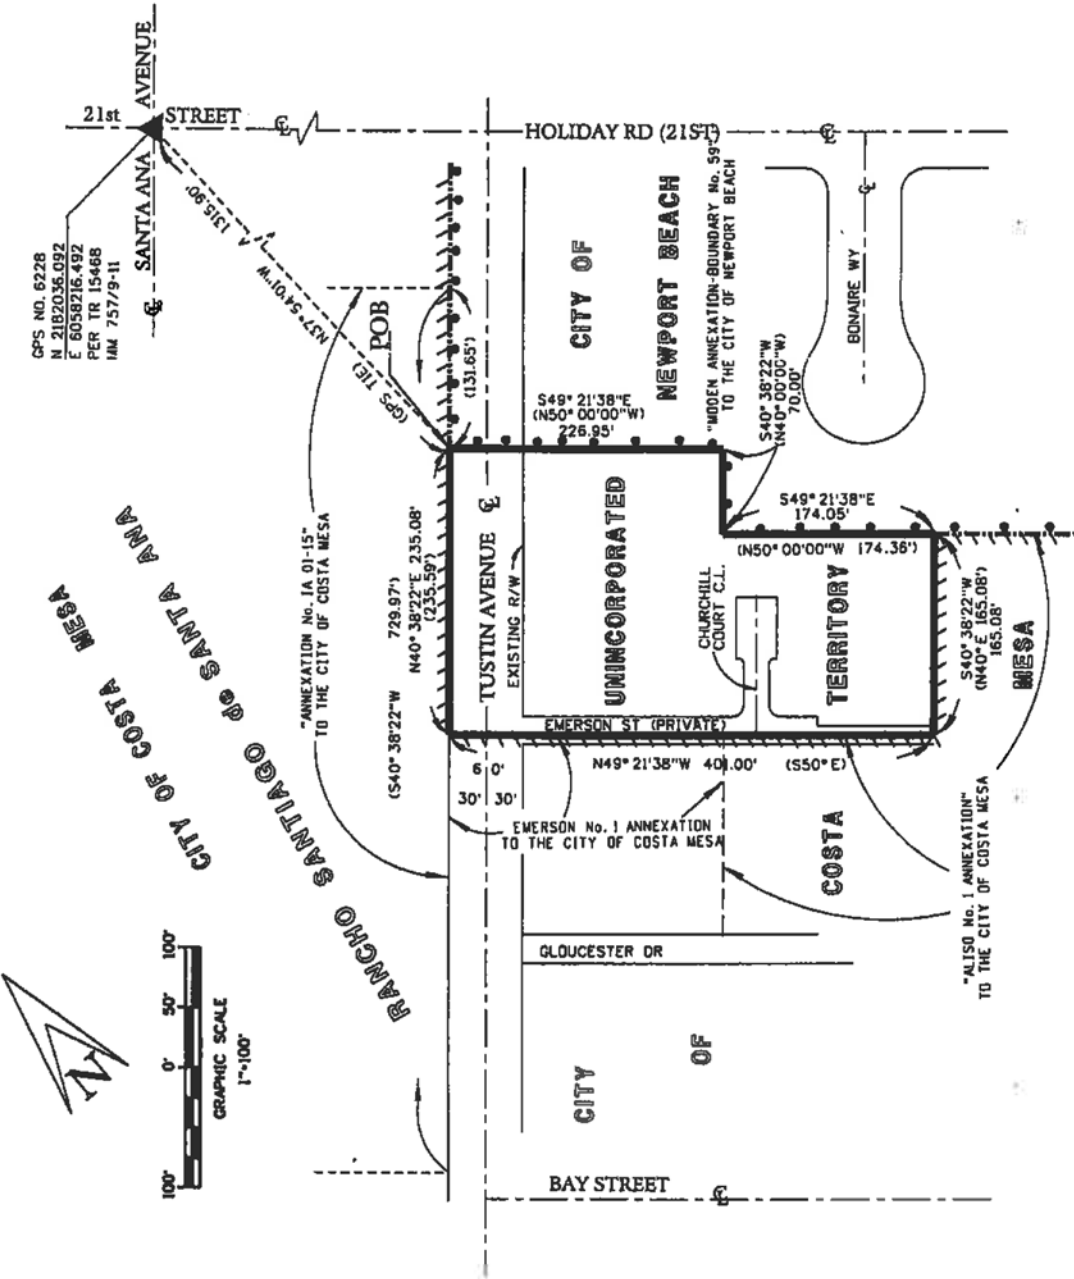 21st
STREET
SANTA ANA AVENUE
℄
℄
HOLIDAY RD (21ST)
℄
GPS NO. 6228
N 2182036.092
E 6058216.492
PER TR 15468
MM 757/9-11
1315.90'
N37° 54'01"W
(GPS TIE)
POB
(131.65')
CITY OF
NEWPORT BEACH
"MODEN ANNEXATION-BOUNDARY No. 59"
TO THE CITY OF NEWPORT BEACH
℄
BONAIRE WY
S49° 21'38"E
(N50° 00'00"W)
226.95'
S40° 38'22"W
(N40° 00'00"W)
70.00'
S49° 21'38"E
174.05'
(N50° 00'00"W 174.36')
"ANNEXATION No. 1A 01-15"
TO THE CITY OF COSTA MESA
(S40° 38'22"W 729.97')
N40° 38'22"E 235.08'
(235.59')
TUSTIN AVENUE
℄
EXISTING R/W
UNINCORPORATED
TERRITORY
CHURCHILL
COURT C.L.
S40° 38'22"W
(N40° E 165.08')
165.08'
EMERSON ST (PRIVATE)
N49° 21'38"W 401.00' (S50° E)
60'
30' 30'
EMERSON No. 1 ANNEXATION
TO THE CITY OF COSTA MESA
"ALISO No. 1 ANNEXATION"
TO THE CITY OF COSTA MESA
CITY OF COSTA MESA
RANCHO SANTIAGO de SANTA ANA
GLOUCESTER DR
CITY OF COSTA MESA
N
100' 50' 0' 100'
GRAPHIC SCALE
1"=100'
BAY STREET
℄